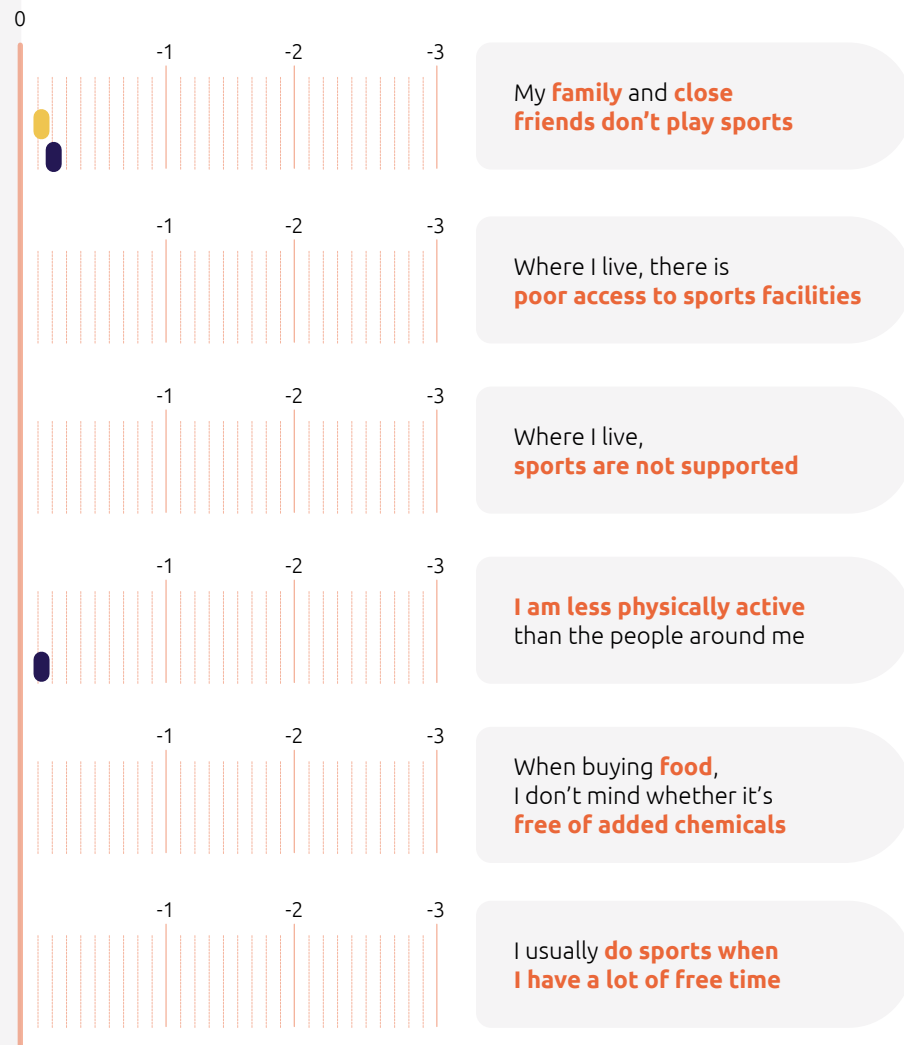 0
-1 -2 -3
My family and close
friends don’t play sports
-1 -2 -3
Where I live, there is
poor access to sports facilities
-1 -2 -3
Where I live,
sports are not supported
-1 -2 -3
I am less physically active
than the people around me
-1 -2 -3
When buying food,
I don’t mind whether it’s
free of added chemicals
-1 -2 -3
I usually do sports when
I have a lot of free time